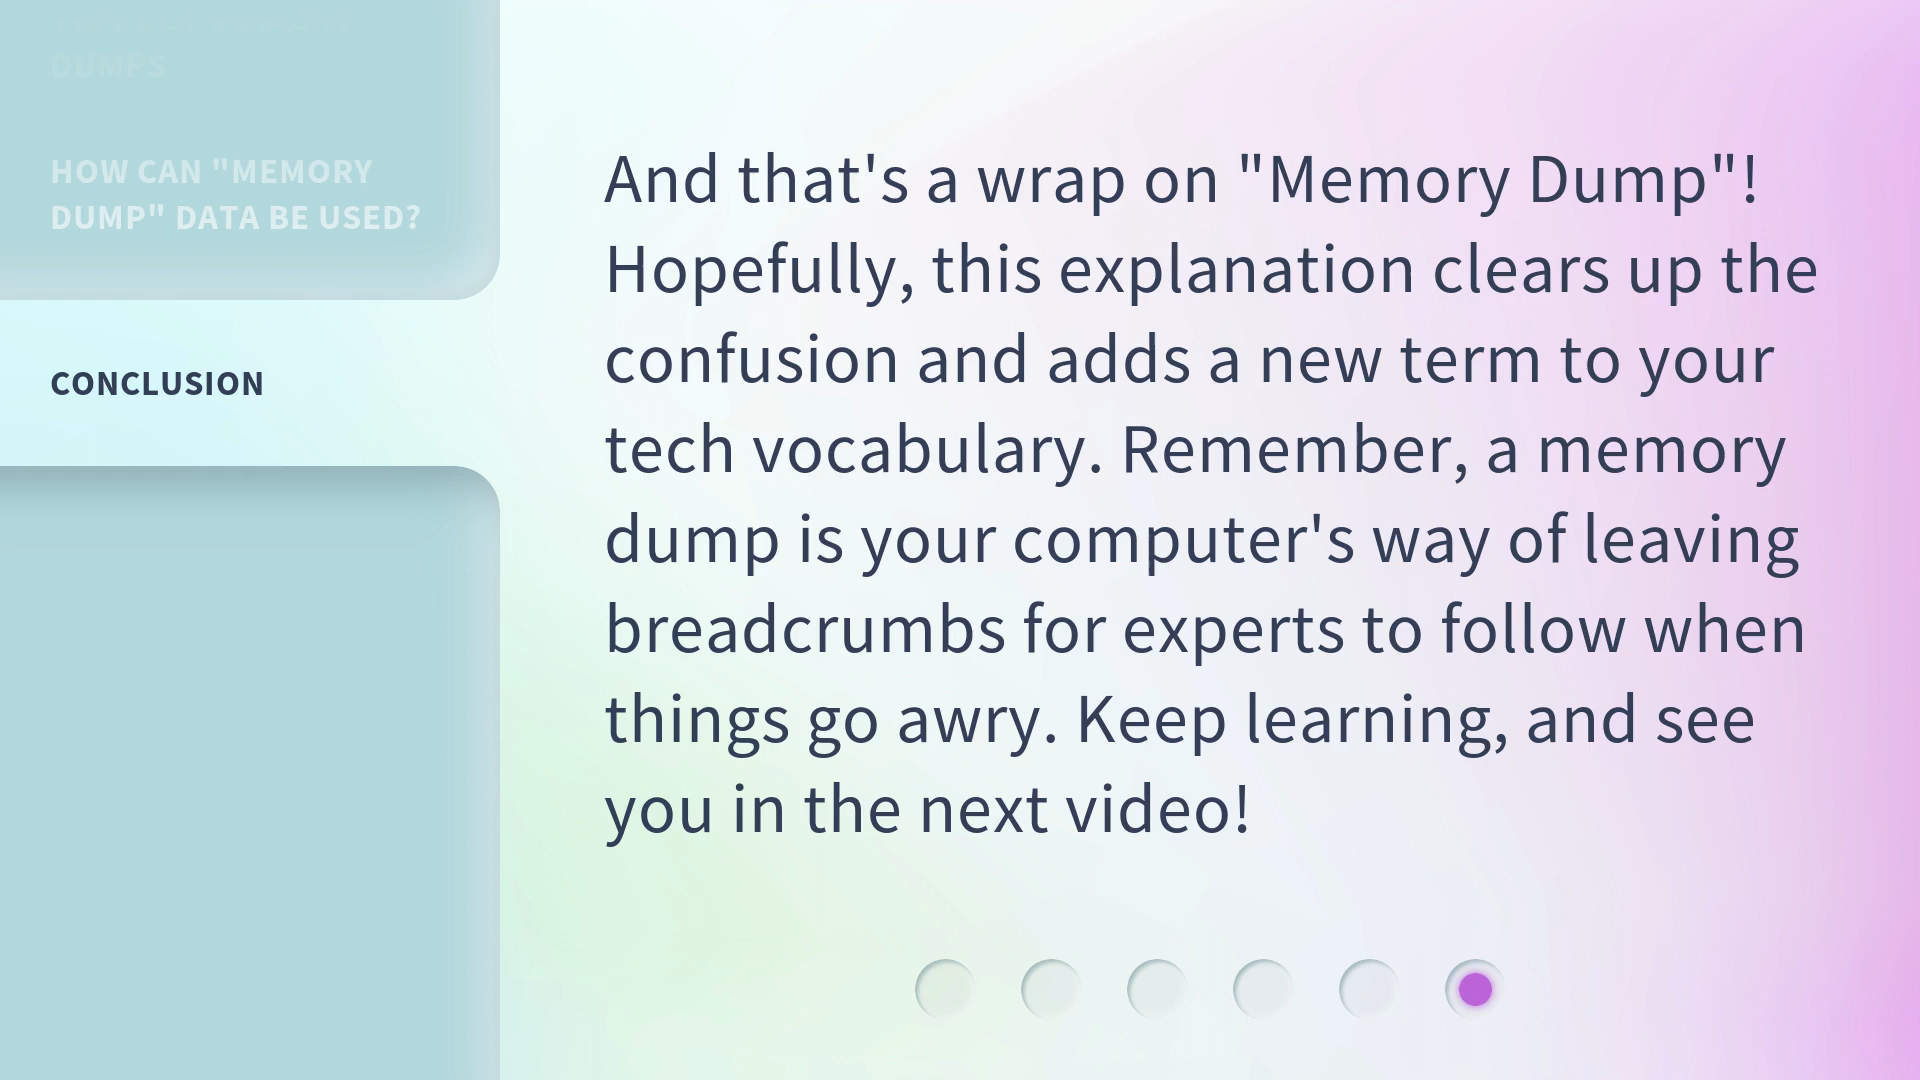 DUMPS
HOW CAN "MEMORY
DUMP" DATA BE USED?
CONCLUSION
And that's a wrap on "Memory Dump"!
Hopefully, this explanation clears up the
confusion and adds a new term to your
tech vocabulary. Remember, a memory
dump is your computer's way of leaving
breadcrumbs for experts to follow when
things go awry. Keep learning, and see
you in the next video!